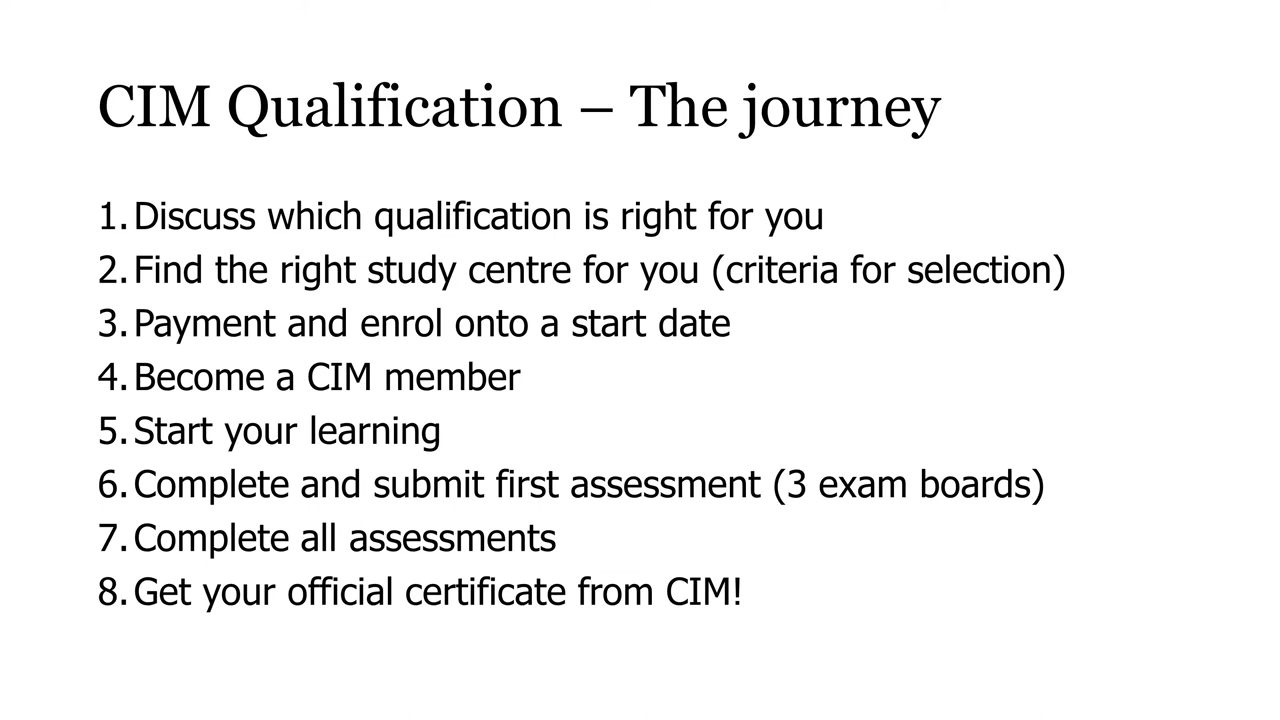 CIM Qualification – The journey
1. Discuss which qualification is right for you
2. Find the right study centre for you (criteria for selection)
3. Payment and enrol onto a start date
4. Become a CIM member
5. Start your learning
6. Complete and submit first assessment (3 exam boards)
7. Complete all assessments
8. Get your official certificate from CIM!